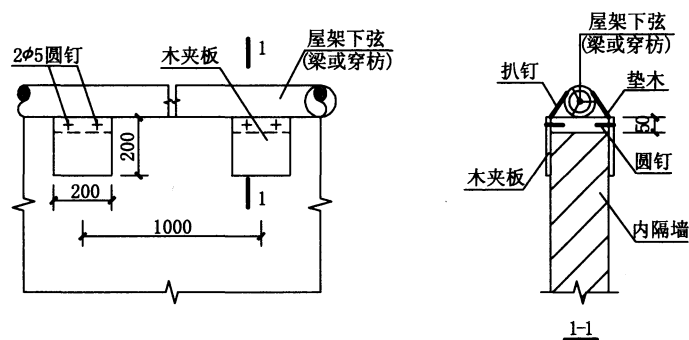 2φ5圆钉
木夹板
1
屋架下弦
(梁或穿枋)
200
200
1
1000
屋架下弦
(梁或穿枋)
扒钉
垫木
50
圆钉
木夹板
内隔墙
1-1